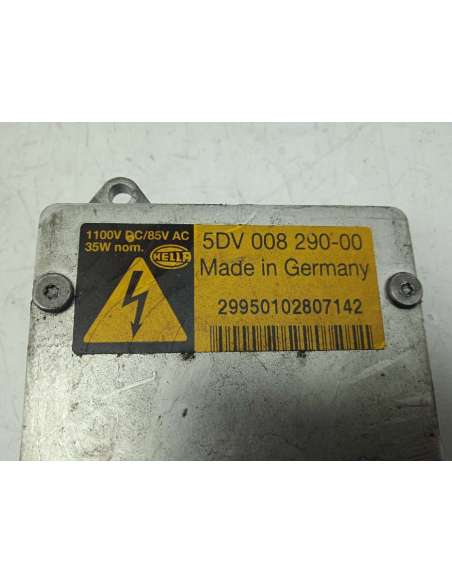 1100V DC/85V AC
35W nom.
HELLA
5DV 008 290-00
Made in Germany
29950102807142